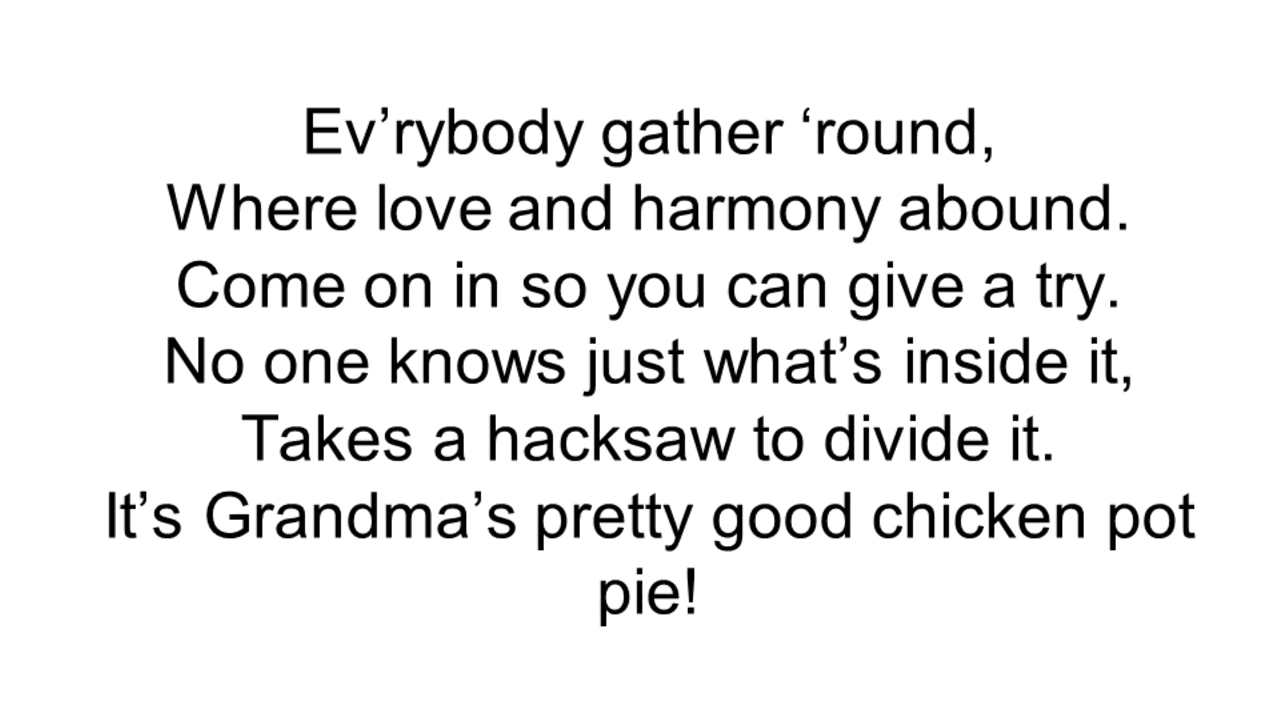 Ev’rybody gather ‘round,
Where love and harmony abound.
Come on in so you can give a try.
No one knows just what’s inside it,
Takes a hacksaw to divide it.
It’s Grandma’s pretty good chicken pot
pie!